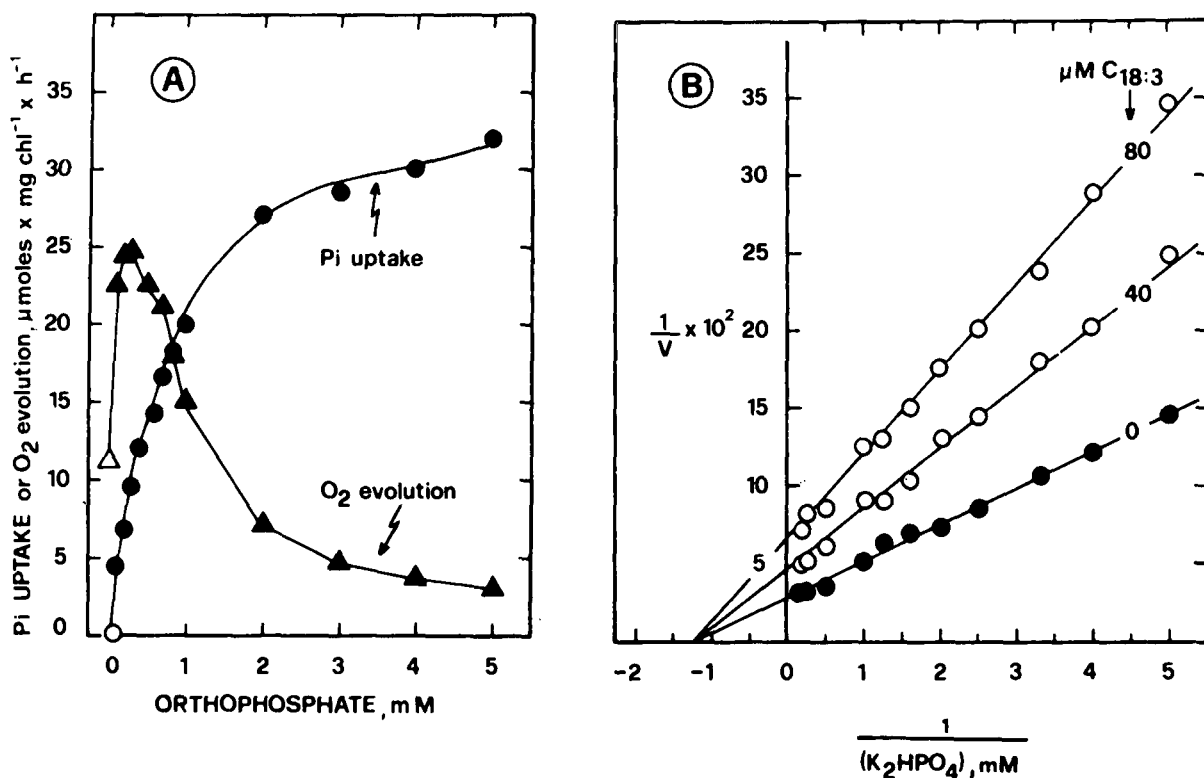 A
Pi UPTAKE or O2 evolution, µmoles x mg chl⁻¹ x h⁻¹
35
30
25
20
15
10
5
0
Pi uptake
O2 evolution
0 1 2 3 4 5
ORTHOPHOSPHATE, mM
B
µM C18:3
80
40
0
1/V x 10²
35
30
25
20
15
10
5
-2 -1 0 1 2 3 4 5
1
(K2HPO4), mM